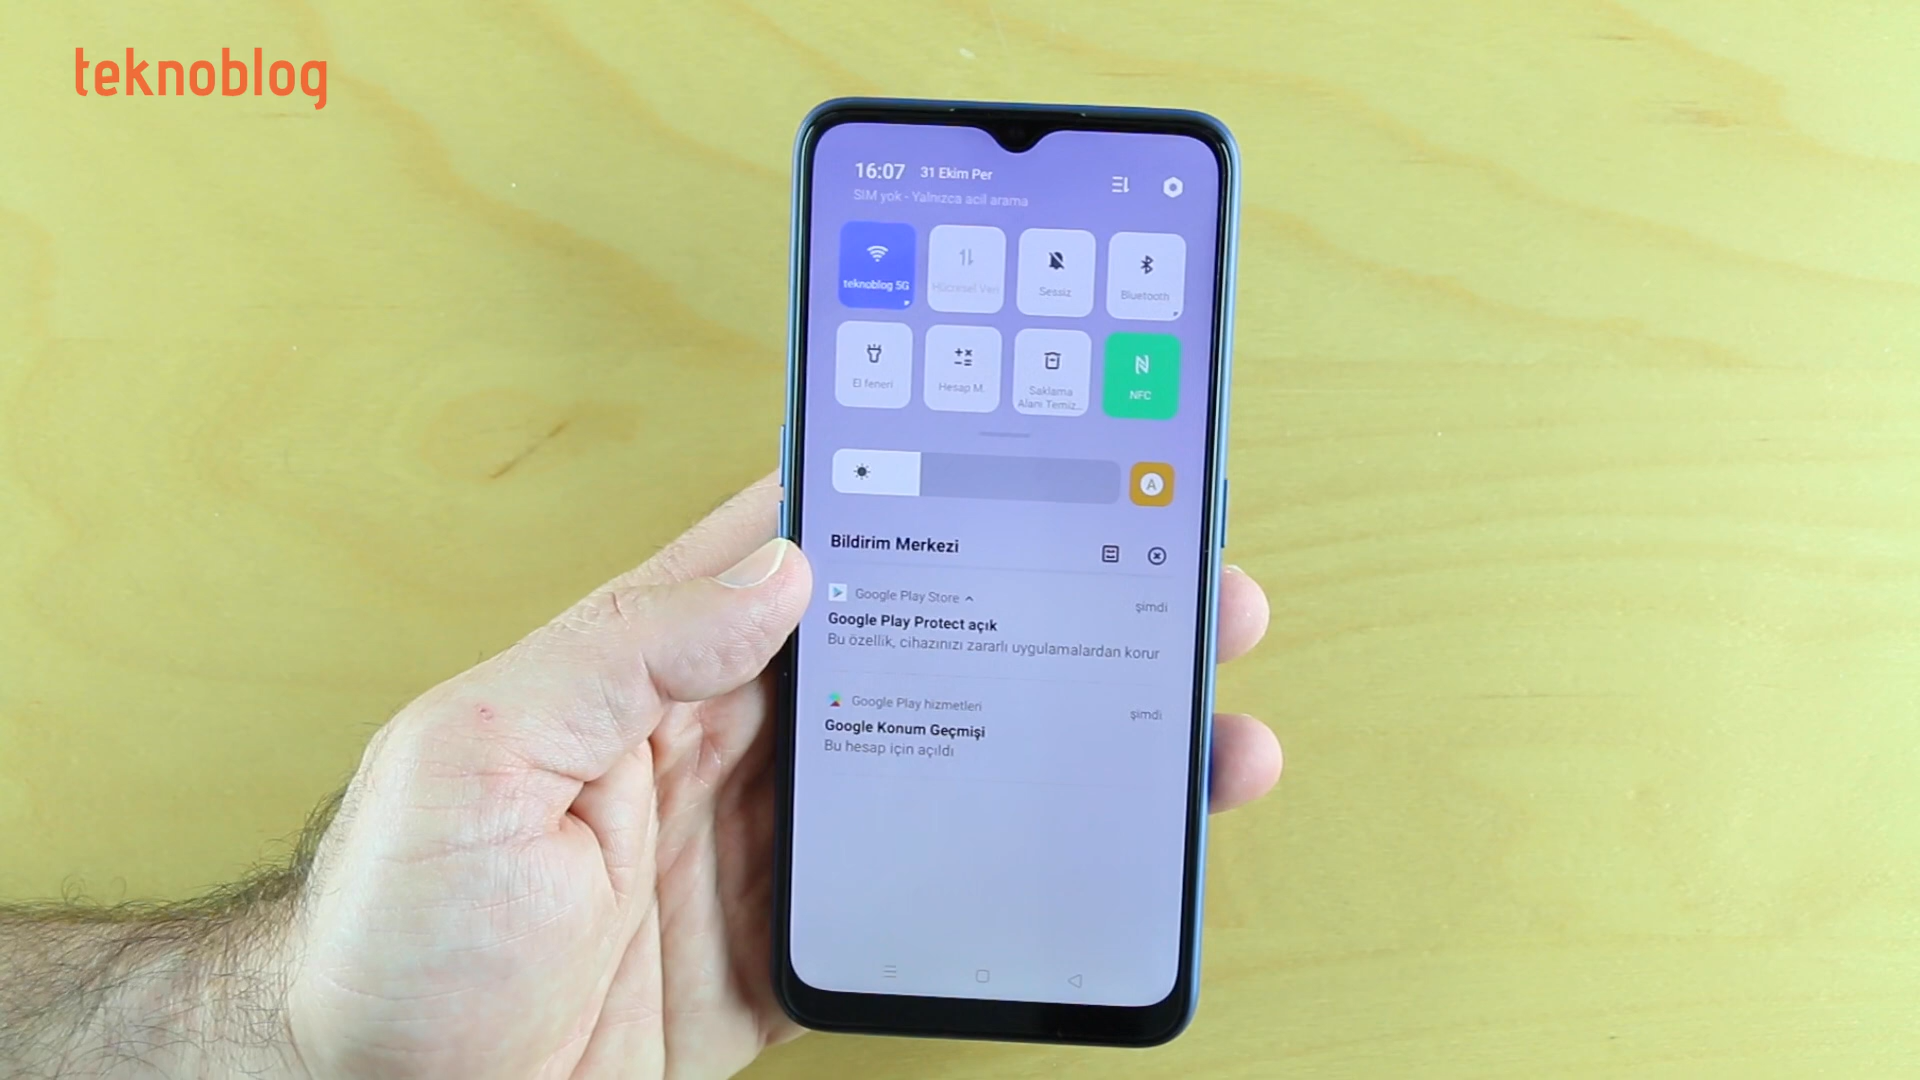 teknoblog
16:07 31 Ekim Per
SIM yok - Yalnızca acil arama
teknoblog 5G
Hücresel Veri
Sessiz
Bluetooth
El feneri
Hesap M.
Saklama
Alanı Temiz...
NFC
A
Bildirim Merkezi
Google Play Store
şimdi
Google Play Protect açık
Bu özellik, cihazınızı zararlı uygulamalardan korur
Google Play hizmetleri
şimdi
Google Konum Geçmişi
Bu hesap için açıldı